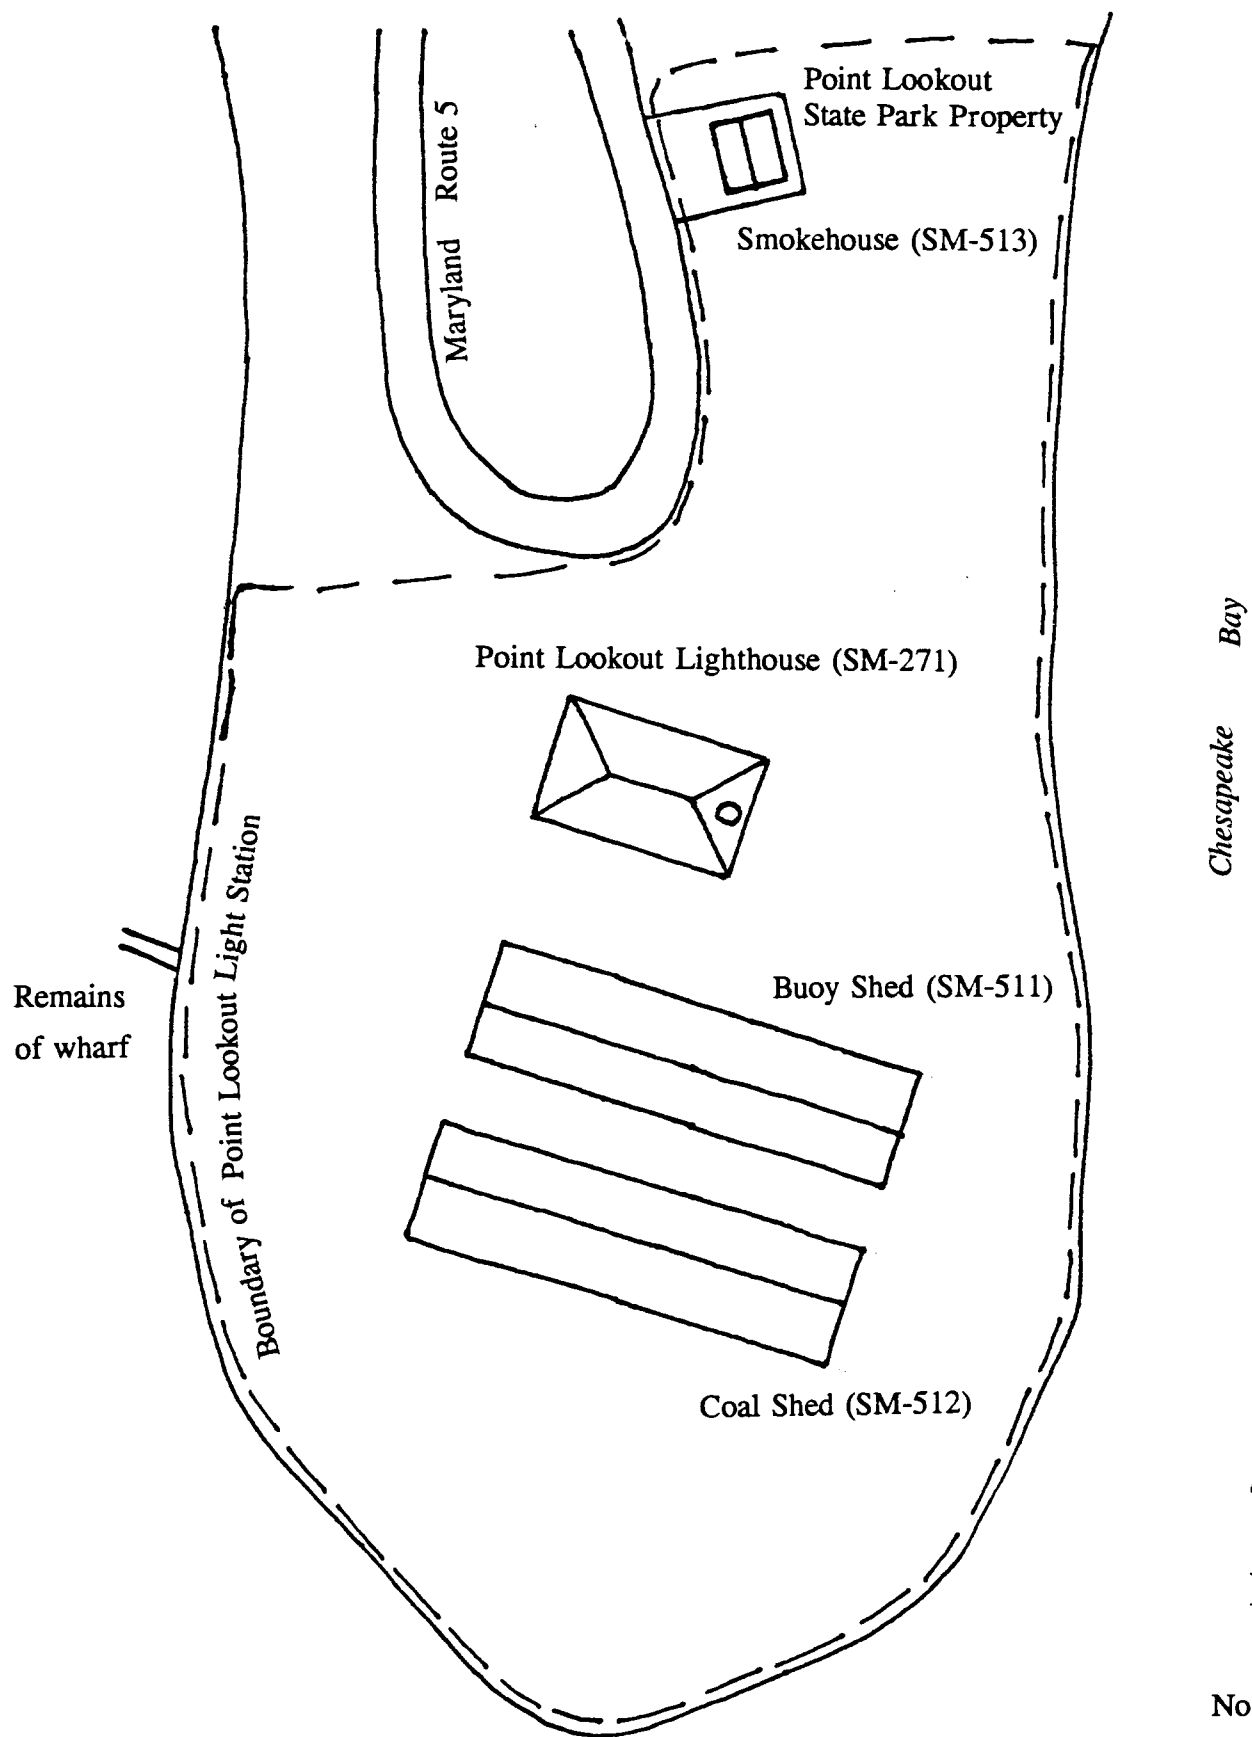 Point Lookout
State Park Property
Maryland Route 5
Smokehouse (SM-513)
Point Lookout Lighthouse (SM-271)
Chesapeake Bay
Boundary of Point Lookout Light Station
Buoy Shed (SM-511)
Remains
of wharf
Coal Shed (SM-512)
No